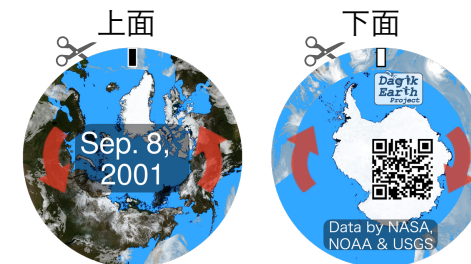 上面
下面
Sep. 8,
2001
Dagik
Earth
Project
Data by NASA,
NOAA & USGS